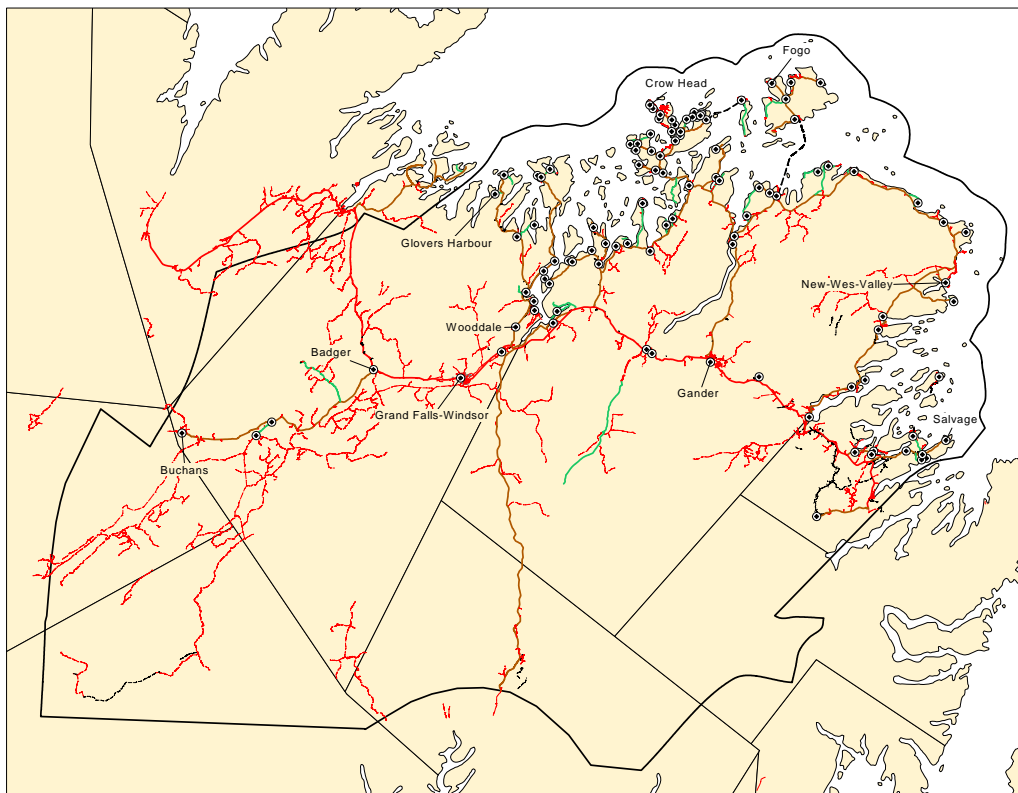 Fogo
Crow Head
Glovers Harbour
New-Wes-Valley
Wooddale
Badger
Gander
Grand Falls-Windsor
Salvage
Buchans